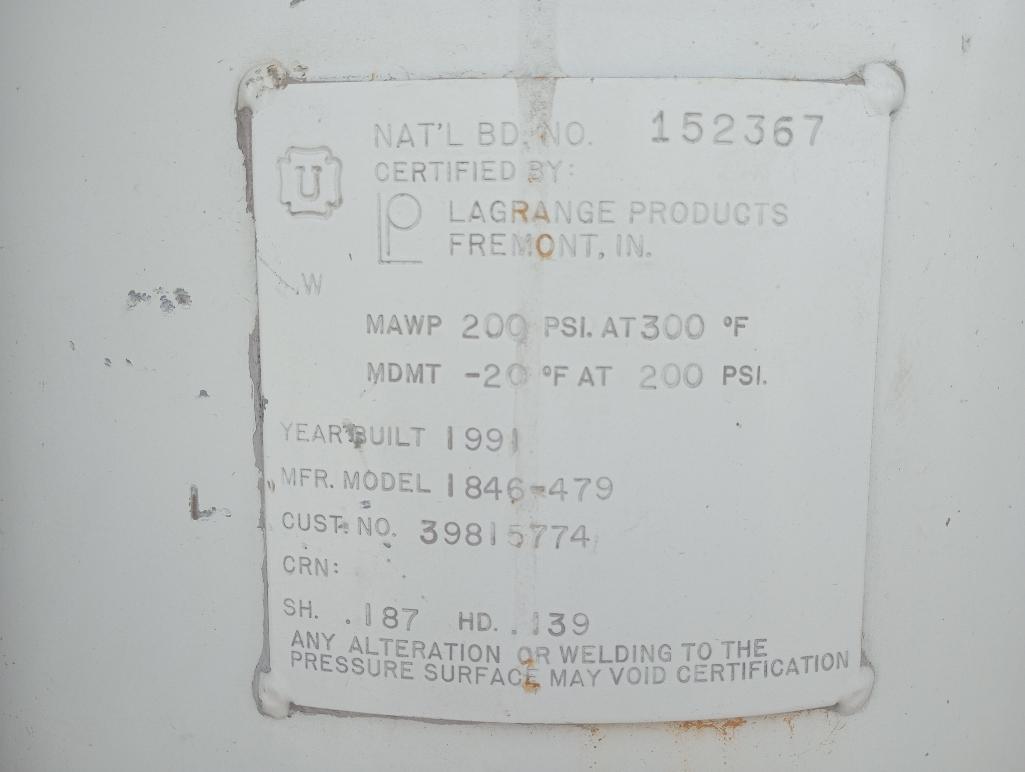 NAT'L BD. NO. 152367
U
CERTIFIED BY:
LP
LAGRANGE PRODUCTS
FREMONT, IN.
W
MAWP 200 PSI. AT 300 °F
MDMT -20 °F AT 200 PSI.
YEAR BUILT 1991
MFR. MODEL 1846-479
CUST. NO. 39815774
CRN:
SH. .187 HD. .139
ANY ALTERATION OR WELDING TO THE
PRESSURE SURFACE MAY VOID CERTIFICATION